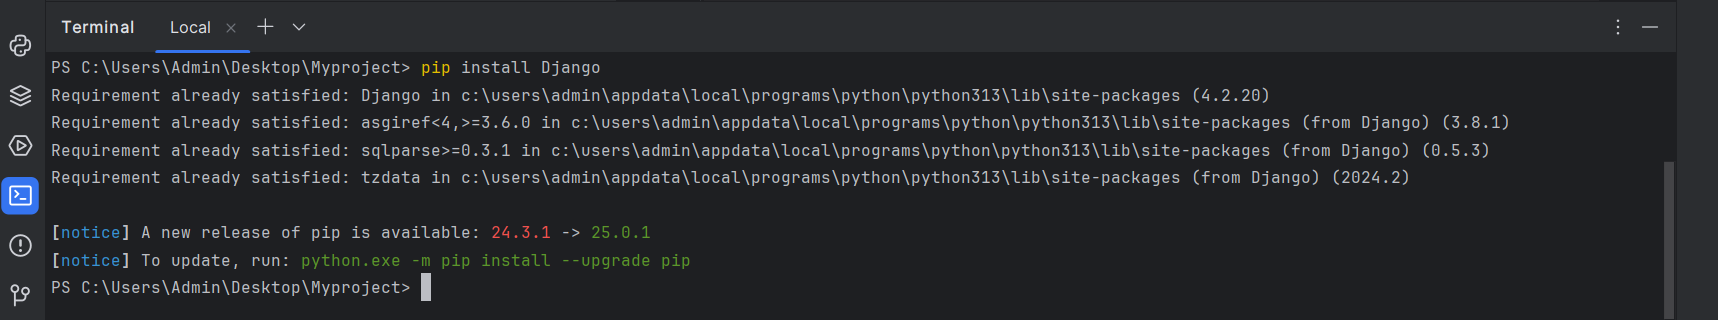 Terminal Local
PS C:\Users\Admin\Desktop\Myproject> pip install Django
Requirement already satisfied: Django in c:\users\admin\appdata\local\programs\python\python313\lib\site-packages (4.2.20)
Requirement already satisfied: asgiref<4,>=3.6.0 in c:\users\admin\appdata\local\programs\python\python313\lib\site-packages (from Django) (3.8.1)
Requirement already satisfied: sqlparse>=0.3.1 in c:\users\admin\appdata\local\programs\python\python313\lib\site-packages (from Django) (0.5.3)
Requirement already satisfied: tzdata in c:\users\admin\appdata\local\programs\python\python313\lib\site-packages (from Django) (2024.2)
[notice] A new release of pip is available: 24.3.1 -> 25.0.1
[notice] To update, run: python.exe -m pip install --upgrade pip
PS C:\Users\Admin\Desktop\Myproject>